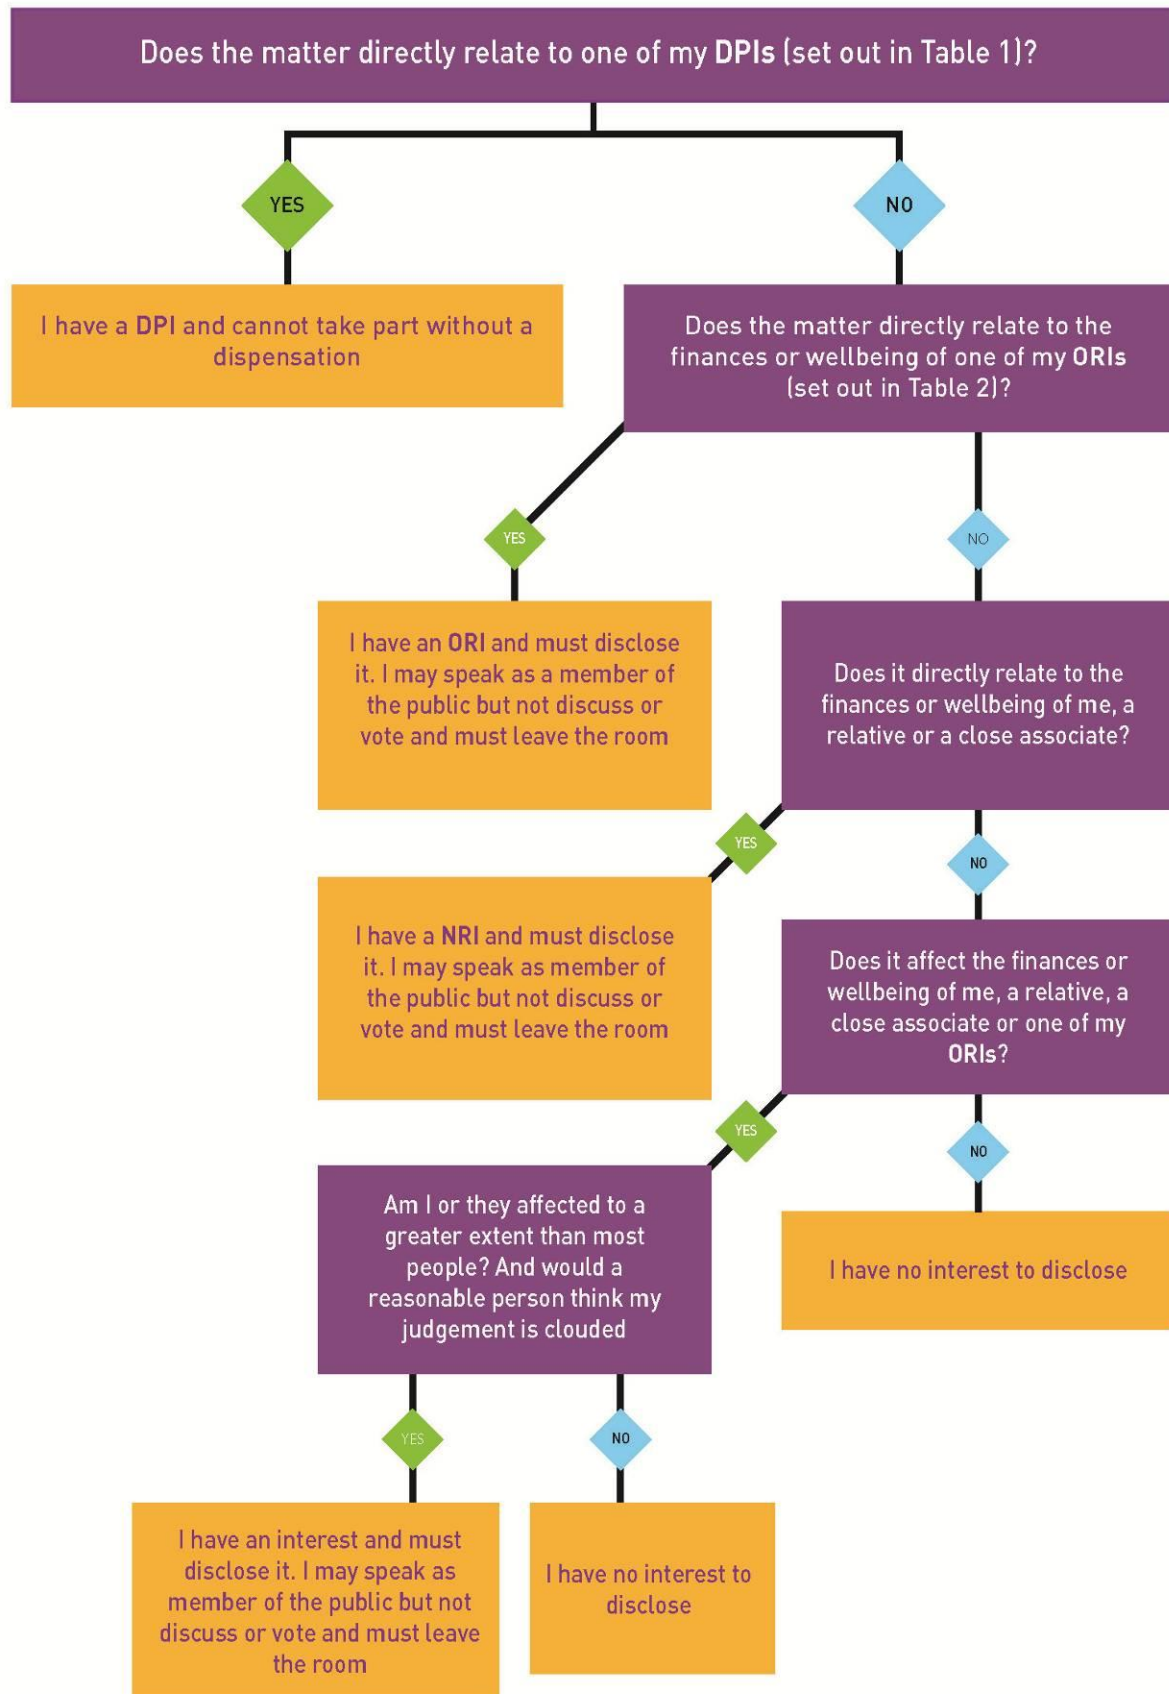 Does the matter directly relate to one of my DPIs (set out in Table 1)?
YES
NO
I have a DPI and cannot take part without a
dispensation
Does the matter directly relate to the
finances or wellbeing of one of my ORIs
(set out in Table 2)?
YES
NO
I have an ORI and must disclose
it. I may speak as a member of
the public but not discuss or
vote and must leave the room
Does it directly relate to the
finances or wellbeing of me, a
relative or a close associate?
YES
NO
I have a NRI and must disclose
it. I may speak as member of
the public but not discuss or
vote and must leave the room
Does it affect the finances or
wellbeing of me, a relative, a
close associate or one of my
ORIs?
YES
NO
Am I or they affected to a
greater extent than most
people? And would a
reasonable person think my
judgement is clouded
I have no interest to disclose
YES
NO
I have an interest and must
disclose it. I may speak as
member of the public but not
discuss or vote and must leave
the room
I have no interest to
disclose